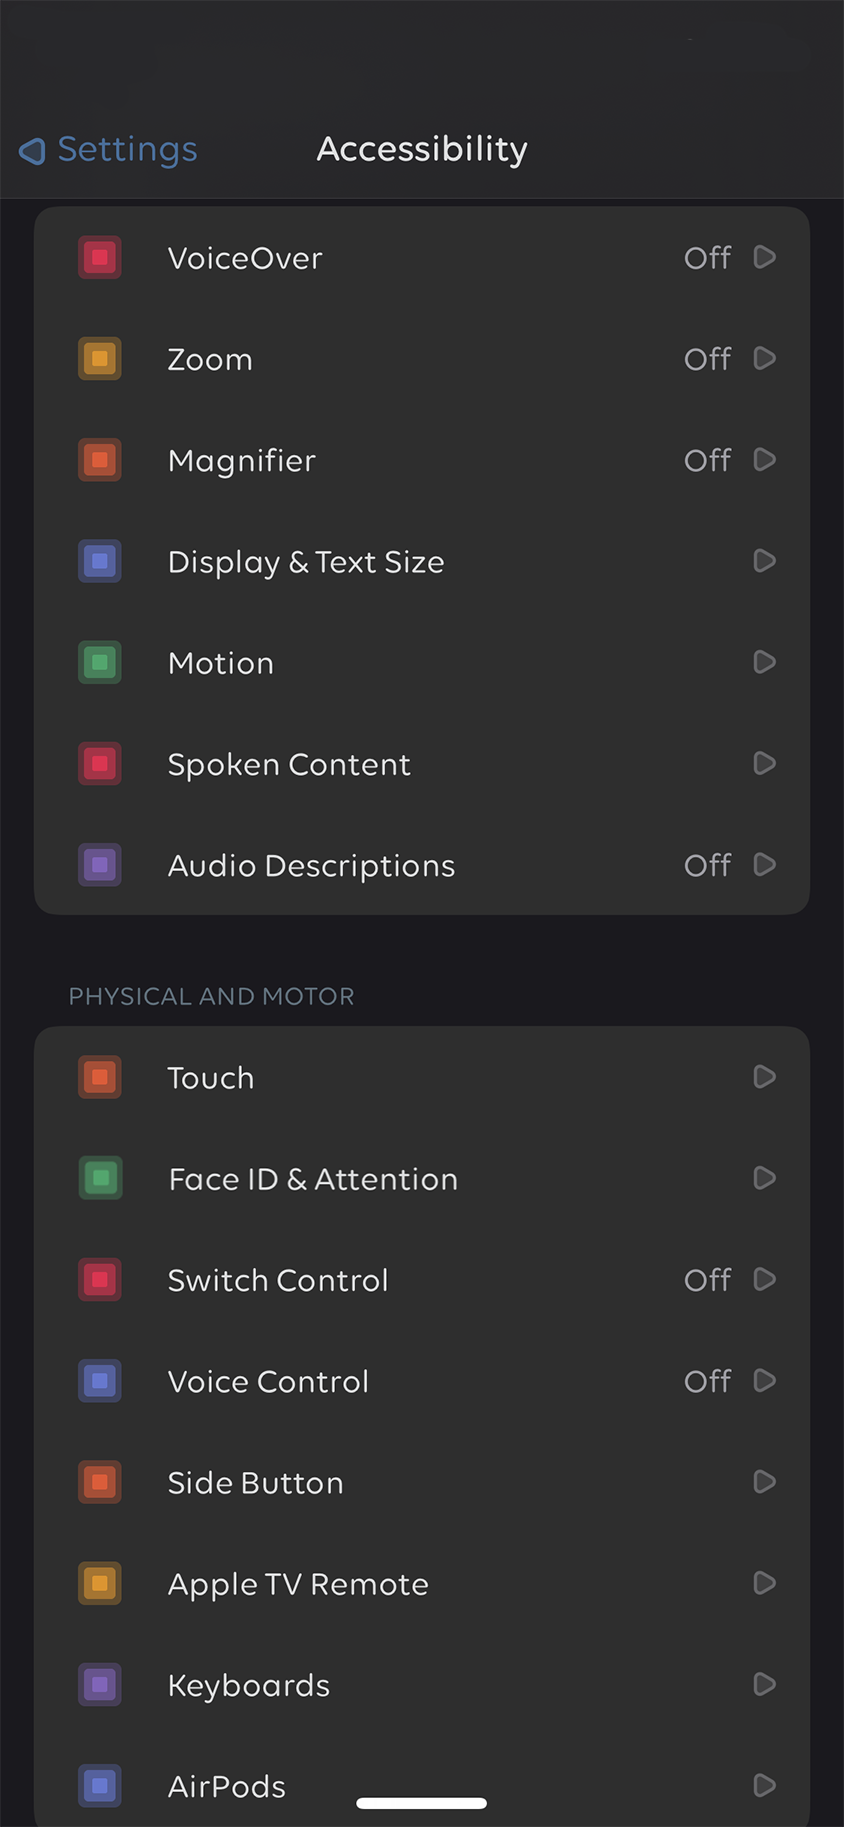 Settings
Accessibility
VoiceOver Off
Zoom Off
Magnifier Off
Display & Text Size
Motion
Spoken Content
Audio Descriptions Off
PHYSICAL AND MOTOR
Touch
Face ID & Attention
Switch Control Off
Voice Control Off
Side Button
Apple TV Remote
Keyboards
AirPods